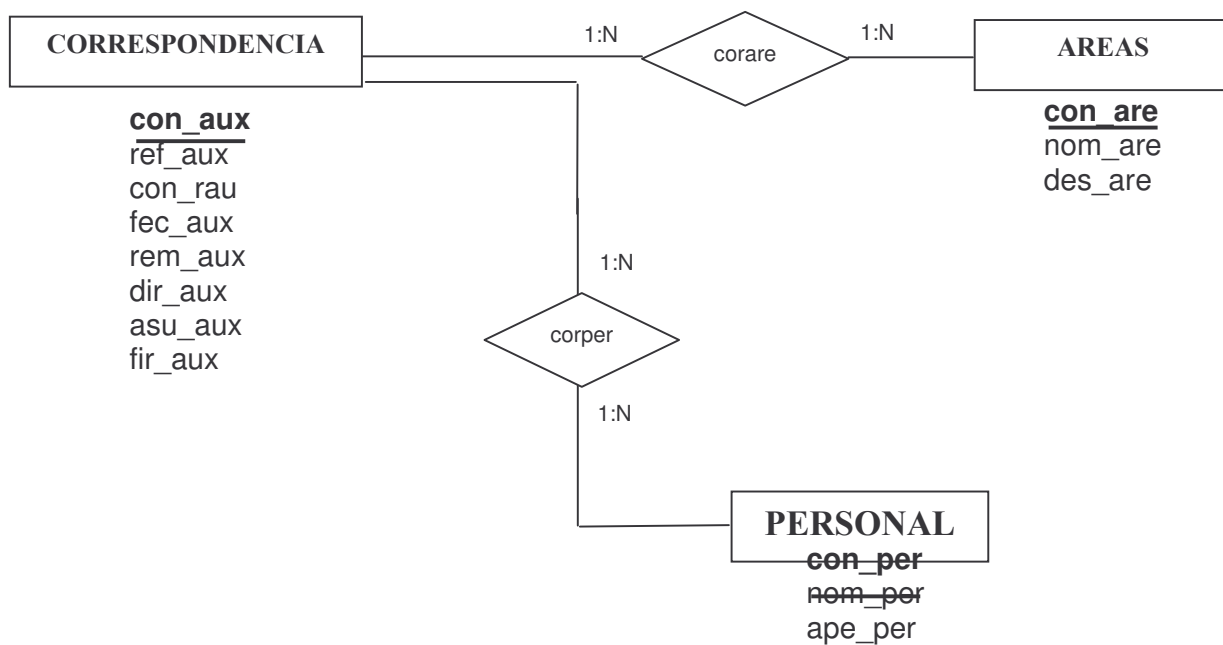 CORRESPONDENCIA
1:N
corare
1:N
AREAS
con_aux
ref_aux
con_rau
fec_aux
rem_aux
dir_aux
asu_aux
fir_aux
con_are
nom_are
des_are
1:N
corper
1:N
PERSONAL
con_per
nom_per
ape_per